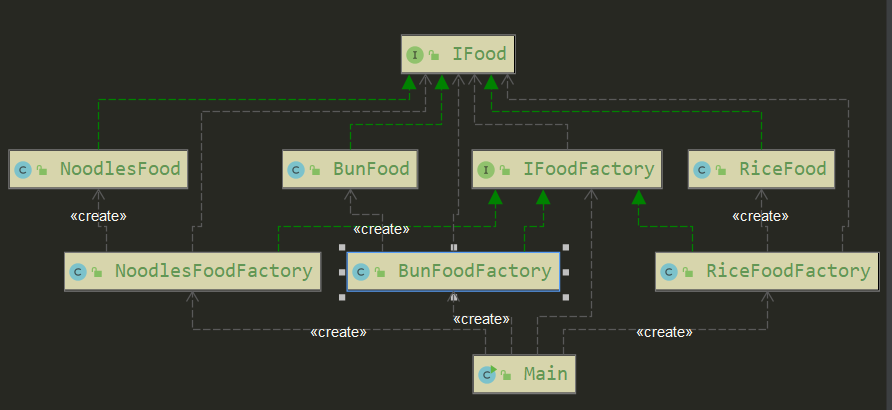 I IFood
C NoodlesFood
C BunFood
I IFoodFactory
C RiceFood
«create»
«create»
«create»
C NoodlesFoodFactory
C BunFoodFactory
C RiceFoodFactory
«create»
«create»
«create»
C Main